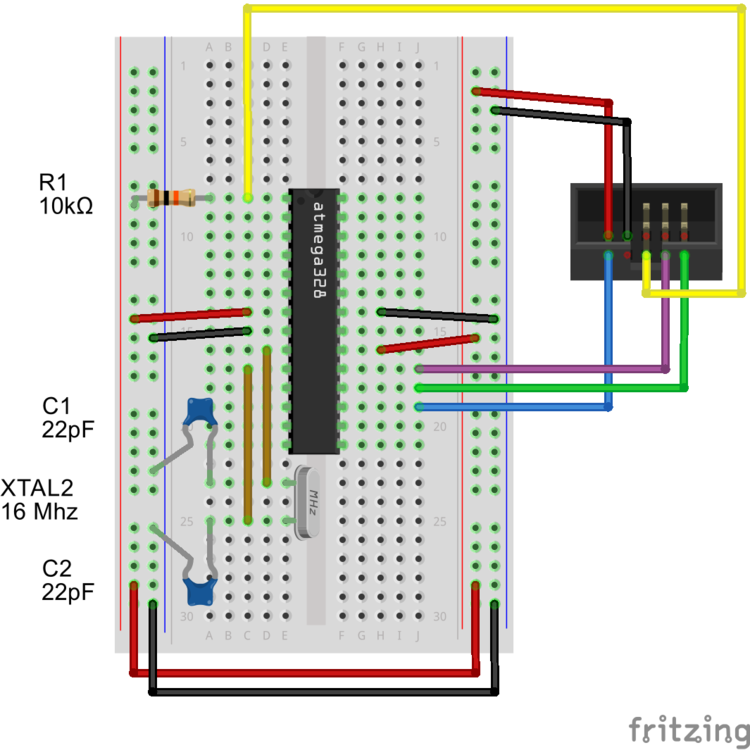 A B C D E F G H I J
1 1
5 5
R1
10kΩ
10 10
atmega328
15 15
C1
22pF
20 20
XTAL2
16 Mhz
MHz
25 25
C2
22pF
30 30
A B C D E F G H I J
fritzing